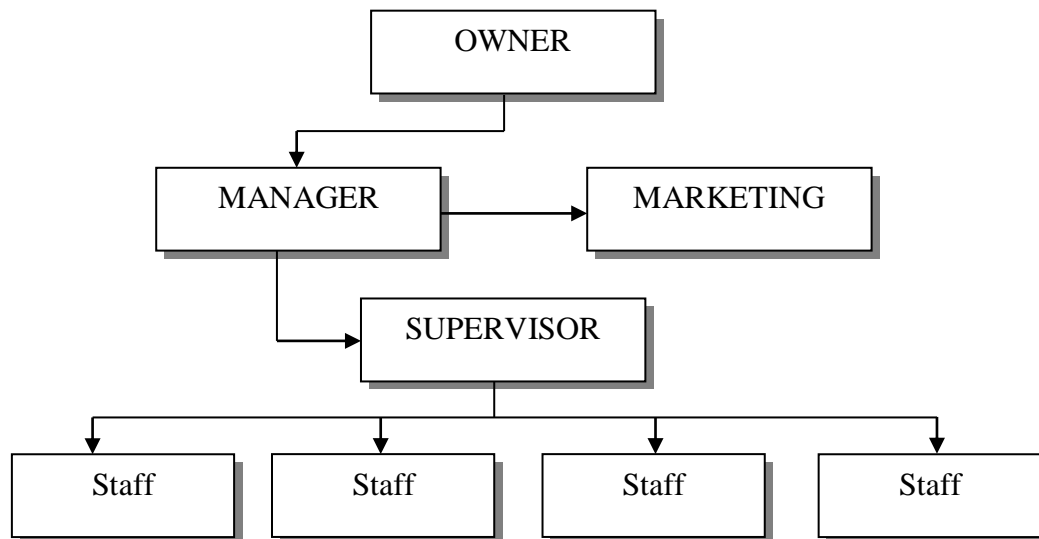 OWNER
MANAGER
MARKETING
SUPERVISOR
Staff
Staff
Staff
Staff